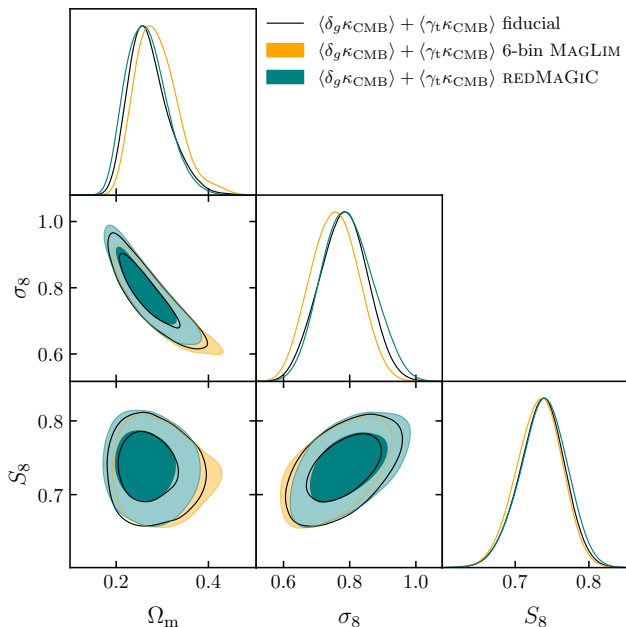 ⟨δgκCMB⟩ + ⟨γtκCMB⟩ fiducial
⟨δgκCMB⟩ + ⟨γtκCMB⟩ 6-bin MAGLIM
⟨δgκCMB⟩ + ⟨γtκCMB⟩ REDMAGIC
1.0
0.8
0.6
σ8
0.8
0.7
S8
0.2 0.4 0.6 0.8 1.0 0.7 0.8
Ωm σ8 S8